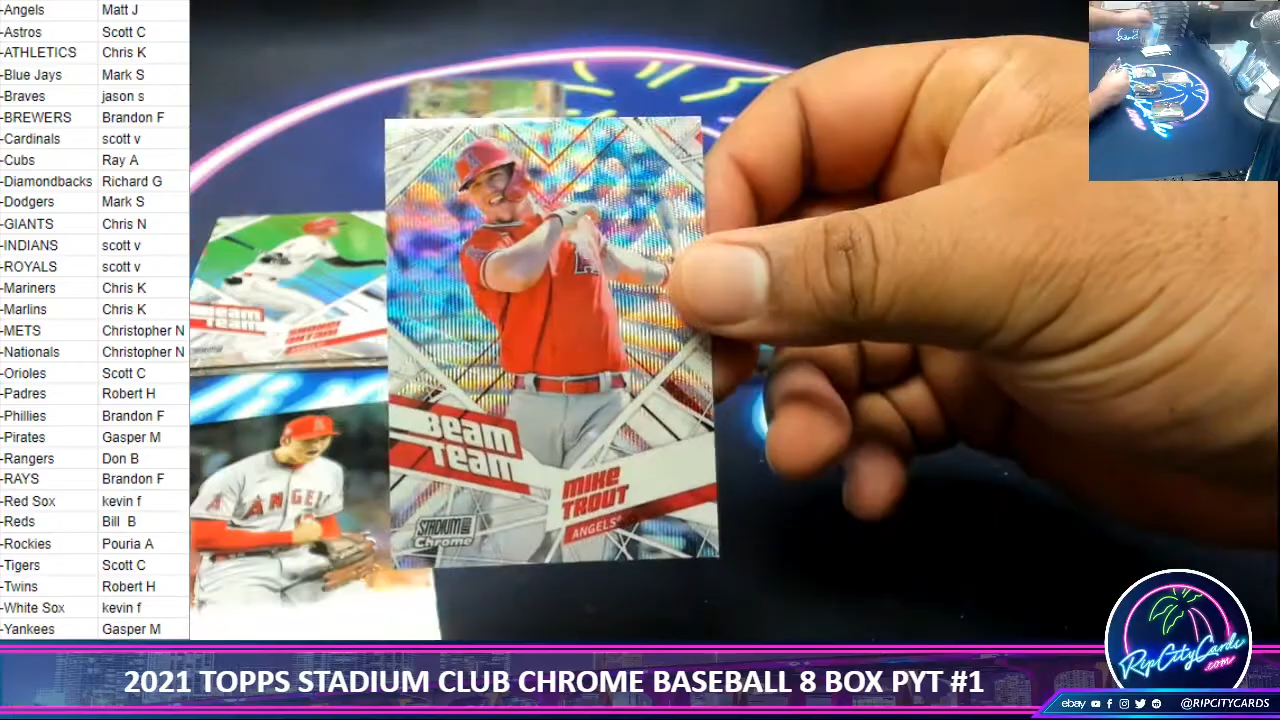 -Angels Matt J
-Astros Scott C
-ATHLETICS Chris K
-Blue Jays Mark S
-Braves jason s
-BREWERS Brandon F
-Cardinals scott v
-Cubs Ray A
-Diamondbacks Richard G
-Dodgers Mark S
-GIANTS Chris N
-INDIANS scott v
-ROYALS scott v
-Mariners Chris K
-Marlins Chris K
-METS Christopher N
-Nationals Christopher N
-Orioles Scott C
-Padres Robert H
-Phillies Brandon F
-Pirates Gasper M
-Rangers Don B
-RAYS Brandon F
-Red Sox kevin f
-Reds Bill B
-Rockies Pouria A
-Tigers Scott C
-Twins Robert H
-White Sox kevin f
-Yankees Gasper M
BEAM
TEAM
BEAM
TEAM
MIKE
TROUT
ANGELS
STADIUM
Chrome
ANGE
RipCityCards
.com
2021 TOPPS STADIUM CLUB CHROME BASEBALL 8 BOX PYT #1
ebay @RIPCITYCARDS